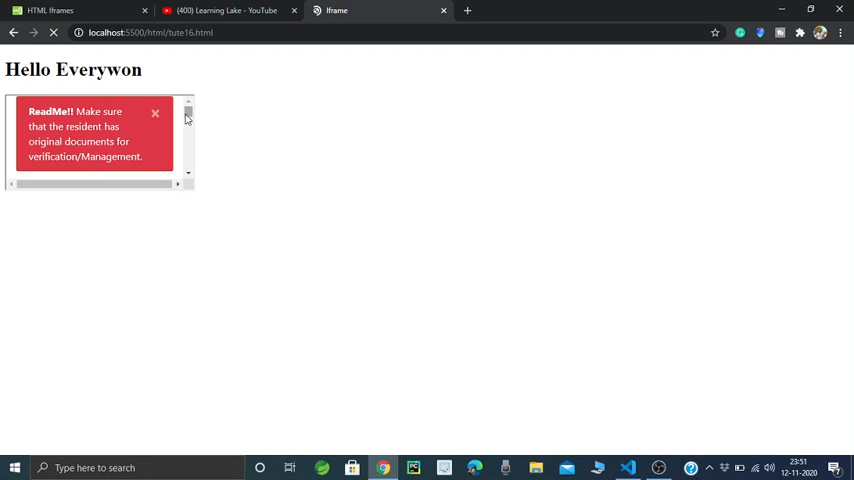 HTML Iframes
(400) Learning Lake - YouTube
Iframe
localhost:5500/html/tute16.html
Hello Everywon
ReadMe!! Make sure
that the resident has
original documents for
verification/Management.
Type here to search
PC
23:51
12-11-2020